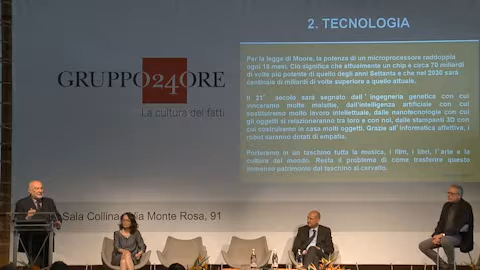 GRUPPO24ORE
La cultura dei fatti
2. TECNOLOGIA
Per la legge di Moore, la potenza di un microprocessore raddoppia
ogni 18 mesi. Ciò significa che attualmente un chip è circa 70 miliardi
di volte più potente di quello degli anni Settanta e che nel 2030 sarà
centinaia di miliardi di volte superiore a quello attuale.
Il 21° secolo sarà segnato dall'ingegneria genetica con cui
vinceremo molte malattie, dall'intelligenza artificiale con cui
sostituiremo molto lavoro intellettuale, dalle nanotecnologie con cui
gli oggetti si relazioneranno tra loro e con noi, dalle stampanti 3D con
cui costruiremo in casa molti oggetti. Grazie all'informatica affettiva, i
robot saranno dotati di empatia.
Porteremo in un taschino tutta la musica, i film, i libri, l'arte e la
cultura del mondo. Resta il problema di come trasferire questo
immenso patrimonio dal taschino al cervello.
Sala Collina Via Monte Rosa, 91